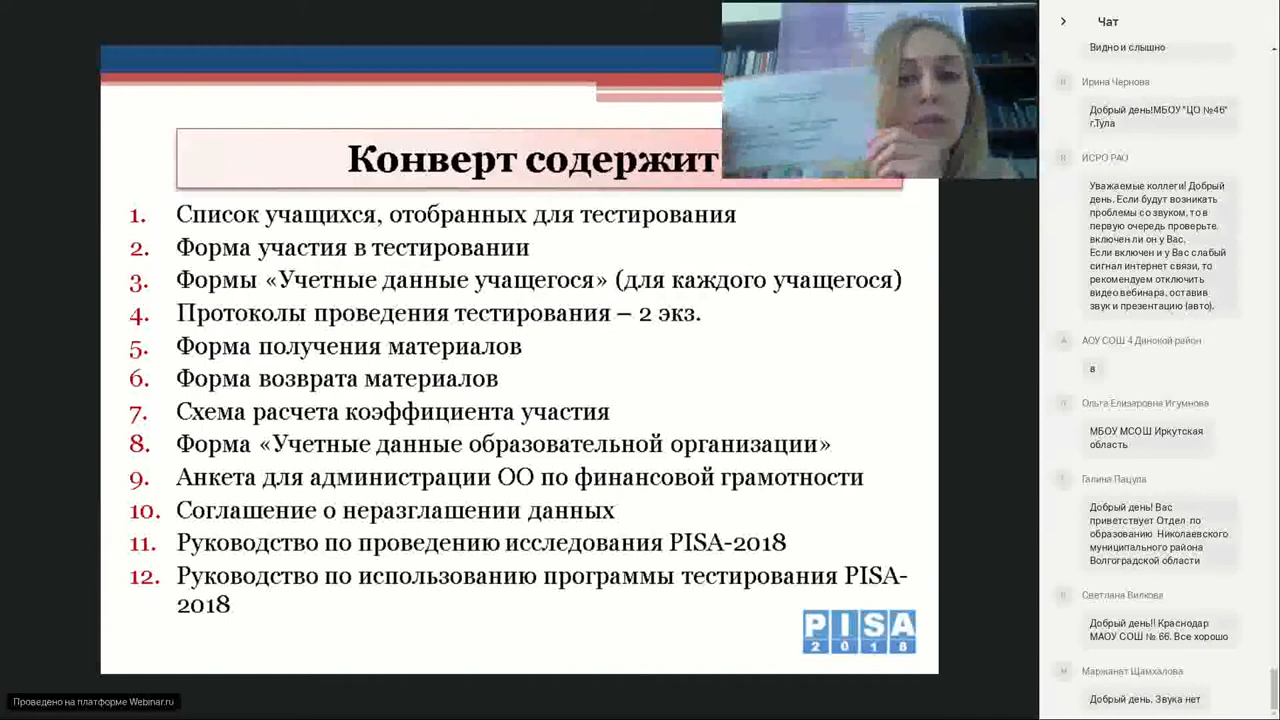 Конверт содержит
1. Список учащихся, отобранных для тестирования
2. Форма участия в тестировании
3. Формы «Учетные данные учащегося» (для каждого учащегося)
4. Протоколы проведения тестирования – 2 экз.
5. Форма получения материалов
6. Форма возврата материалов
7. Схема расчета коэффициента участия
8. Форма «Учетные данные образовательной организации»
9. Анкета для администрации ОО по финансовой грамотности
10. Соглашение о неразглашении данных
11. Руководство по проведению исследования PISA-2018
12. Руководство по использованию программы тестирования PISA-
2018
PISA
2018
Проведено на платформе Webinar.ru
Чат
Видно и слышно
Ирина Чернова
Добрый день!МБОУ "ЦО №46"
г.Тула
ИСРО РАО
Уважаемые коллеги! Добрый
день. Если будут возникать
проблемы со звуком, то в
первую очередь проверьте,
включен ли он у Вас.
Если включен и у Вас слабый
сигнал интернет связи, то
рекомендуем отключить
видео вебинара, оставив
звук и презентацию (авто).
АОУ СОШ 4 Динской район
в
Ольга Елизаровна Игумнова
МБОУ МСОШ Иркутская
область
Галина Пацула
Добрый день! Вас
приветствует Отдел по
образованию Николаевского
муниципального района
Волгоградской области
Светлана Вилкова
Добрый день!! Краснодар
МАОУ СОШ № 66. Все хорошо
Маржанат Щамхалова
Добрый день. Звука нет